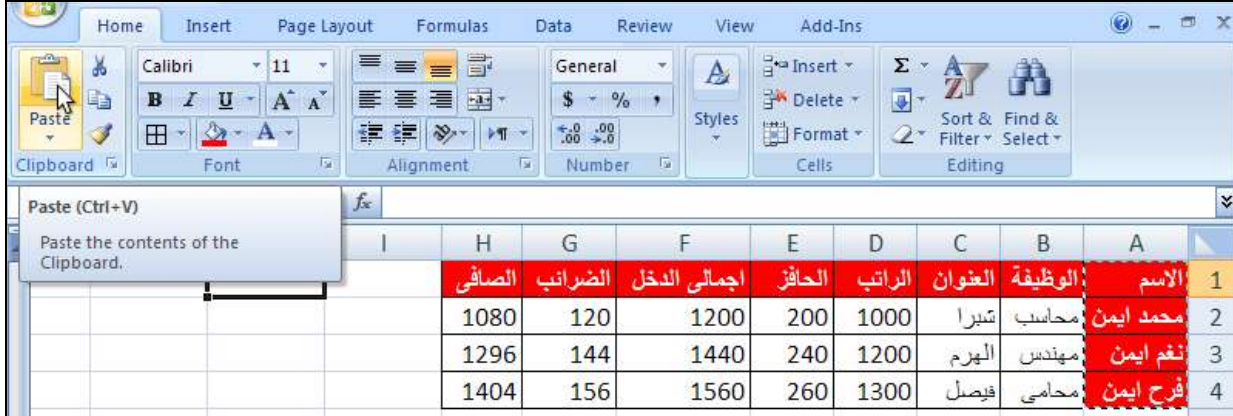 Home Insert Page Layout Formulas Data Review View Add-Ins
Calibri 11 General Insert Σ
B I U A A $ % , Delete
Paste A ¶ .00 .0 Styles Format Sort & Filter Find & Select
Clipboard Font Alignment Number Cells Editing
Paste (Ctrl+V) fx
Paste the contents of the
Clipboard.
I H G F E D C B A
1 الاسم الوظيفة العنوان الراتب الحافز اجمالى الدخل الضرائب الصافى
2 محمد ايمن محاسب شبرا 1000 200 1200 120 1080
3 نغم ايمن مهندس الهرم 1200 240 1440 144 1296
4 فرح ايمن محامى فيصل 1300 260 1560 156 1404